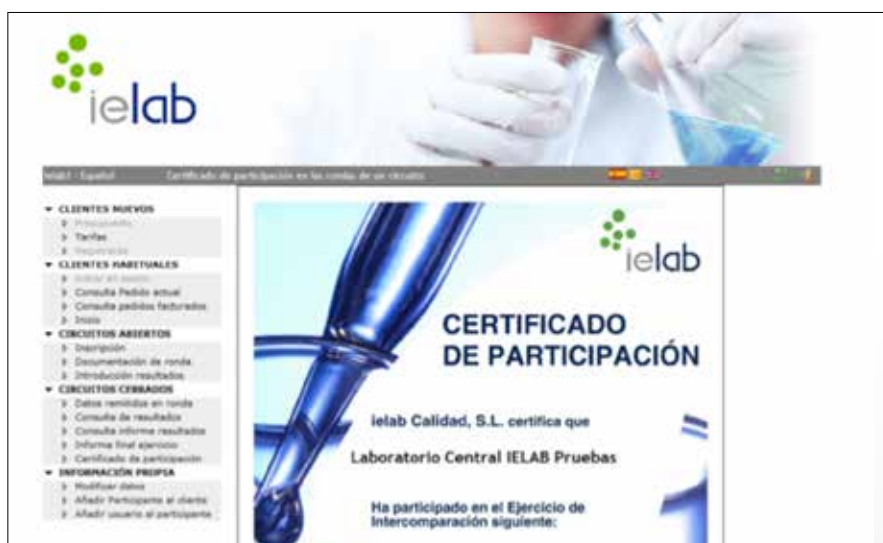 ielab
ielab1 - Español
Certificado de participación en las rondas de un circuito
CLIENTES NUEVOS
Presupuesto
Tarifas
Registrarse
CLIENTES HABITUALES
Consulta Pedido actual
Consulta pedidos facturados
Inicio
CIRCUITOS ABIERTOS
Inscripción
Documentación de ronda
Introducción resultados
CIRCUITOS CERRADOS
Datos remitidos en ronda
Consulta de resultados
Consulta informe resultados
Informe final ejercicio
Certificado de participación
INFORMACIÓN PROPIA
Modificar datos
Añadir Participante al cliente
Añadir usuario al participante
ielab
CERTIFICADO
DE PARTICIPACIÓN
ielab Calidad, S.L. certifica que
Laboratorio Central IELAB Pruebas
Ha participado en el Ejercicio de
Intercomparación siguiente: